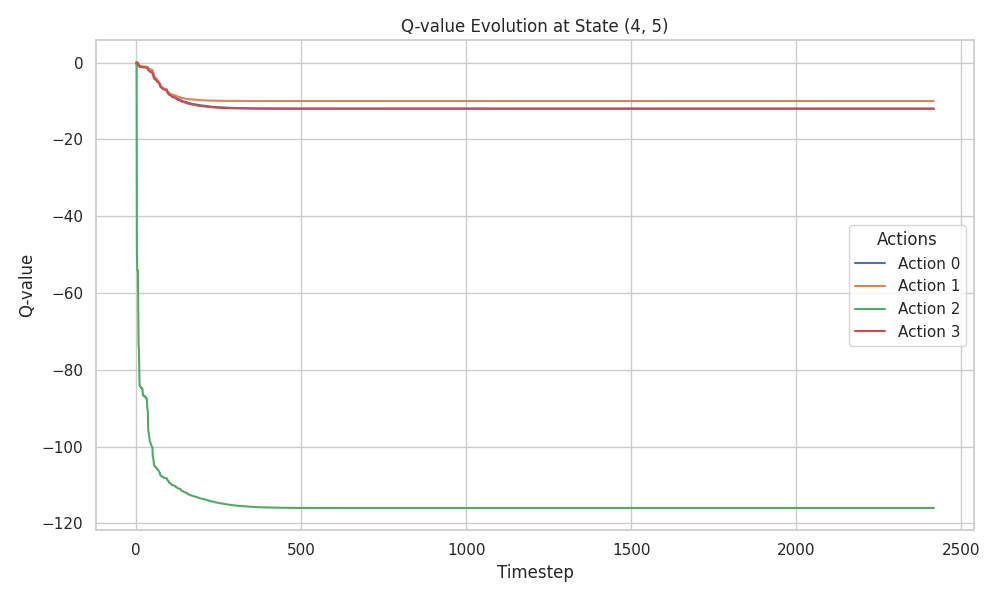 Q-value Evolution at State (4, 5)
Q-value
0
−20
−40
−60
−80
−100
−120
Actions
Action 0
Action 1
Action 2
Action 3
0
500
1000
1500
2000
2500
Timestep